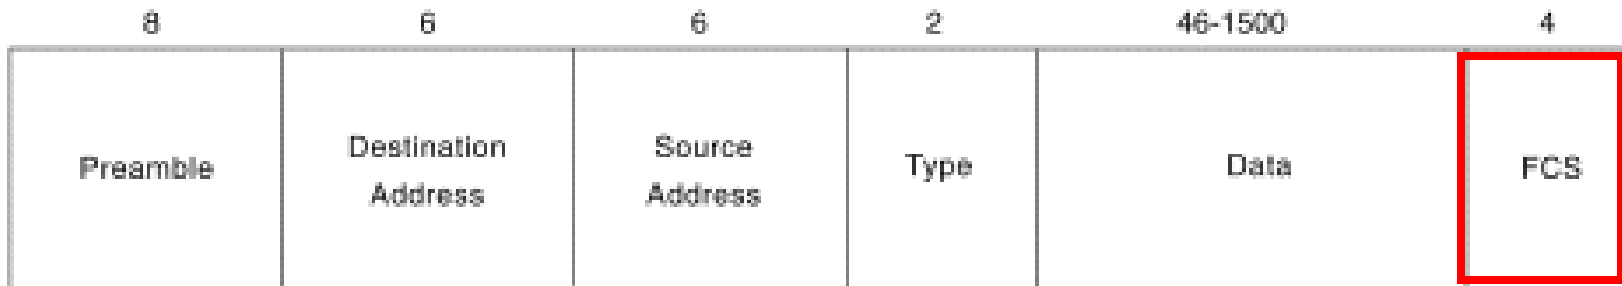 8 6 6 2 46-1500 4
Preamble
Destination
Address
Source
Address
Type
Data
FCS